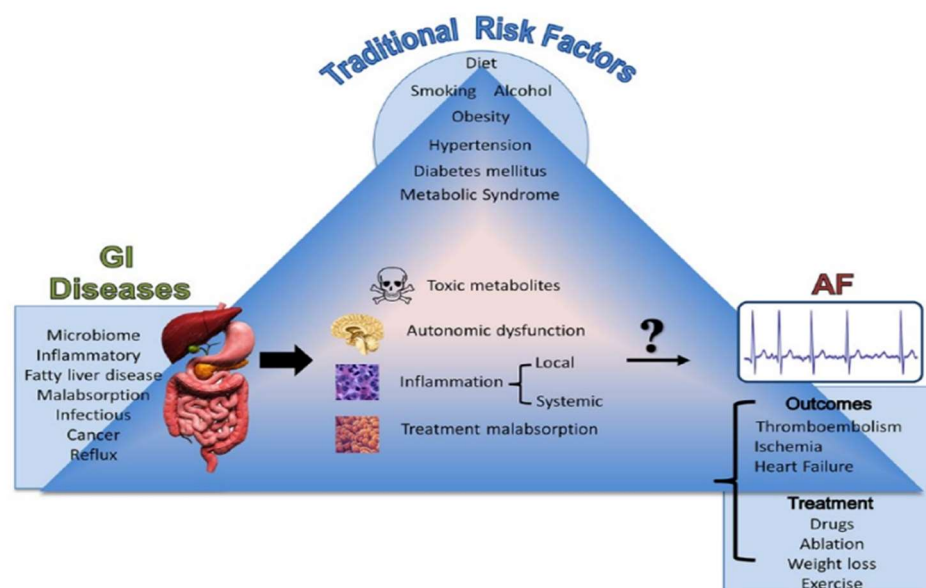 Traditional Risk Factors
Diet
Smoking Alcohol
Obesity
Hypertension
Diabetes mellitus
Metabolic Syndrome
GI
Diseases
Microbiome
Inflammatory
Fatty liver disease
Malabsorption
Infectious
Cancer
Reflux
Toxic metabolites
Autonomic dysfunction
Inflammation
Local
Systemic
Treatment malabsorption
?
AF
Outcomes
Thromboembolism
Ischemia
Heart Failure
Treatment
Drugs
Ablation
Weight loss
Exercise